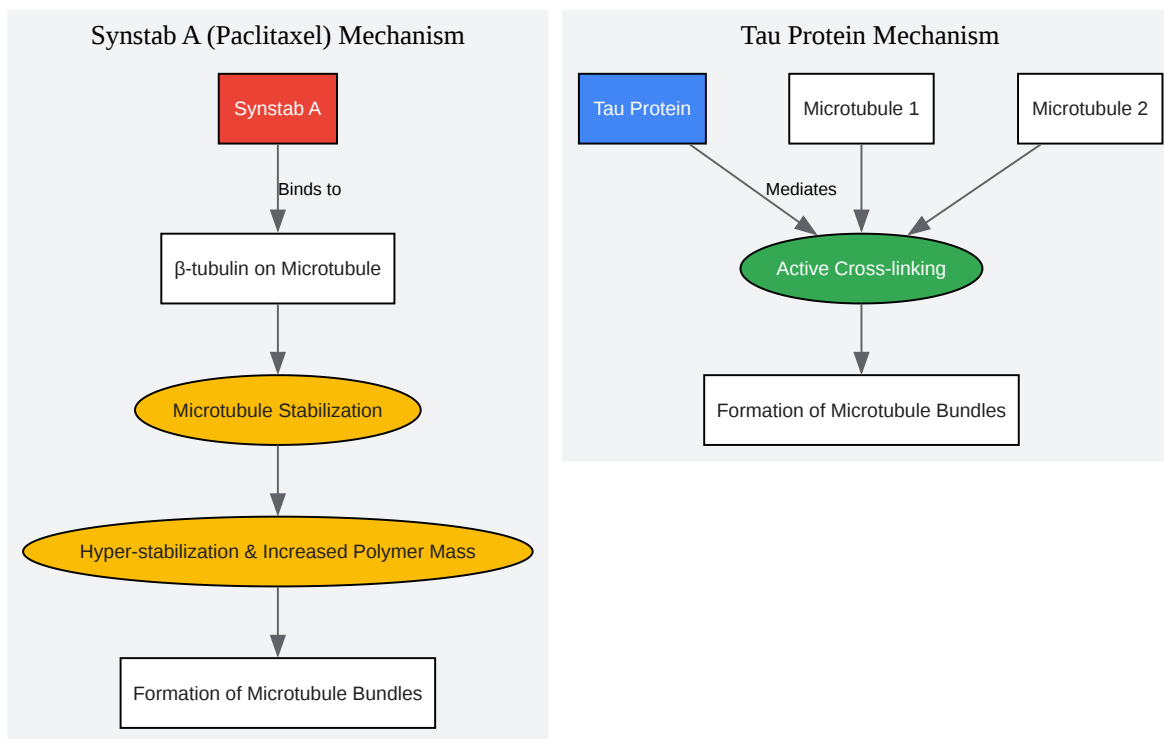 Synstab A (Paclitaxel) Mechanism
Synstab A
Binds to
β-tubulin on Microtubule
Microtubule Stabilization
Hyper-stabilization & Increased Polymer Mass
Formation of Microtubule Bundles
Tau Protein Mechanism
Tau Protein
Microtubule 1
Microtubule 2
Mediates
Active Cross-linking
Formation of Microtubule Bundles